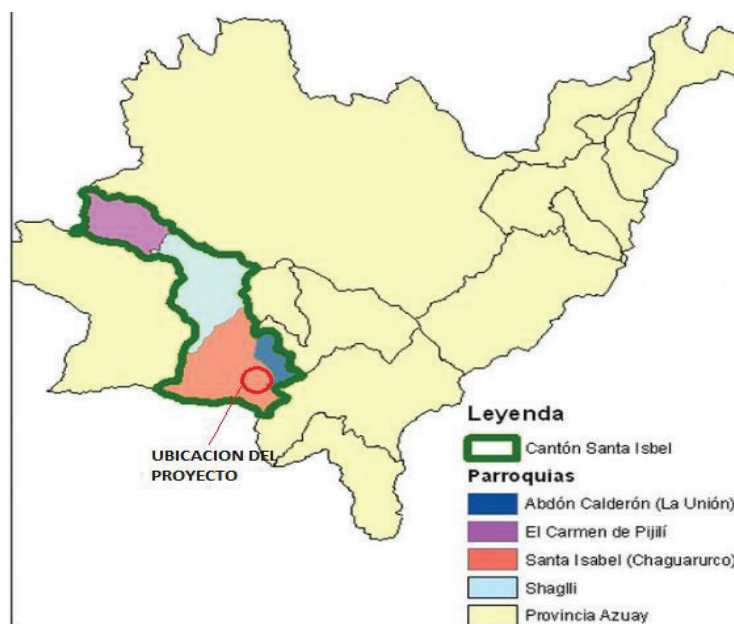 UBICACION DEL
PROYECTO
Leyenda
Cantón Santa Isbel
Parroquias
Abdón Calderón (La Unión)
El Carmen de Pijilí
Santa Isabel (Chaguarurco)
Shaglli
Provincia Azuay